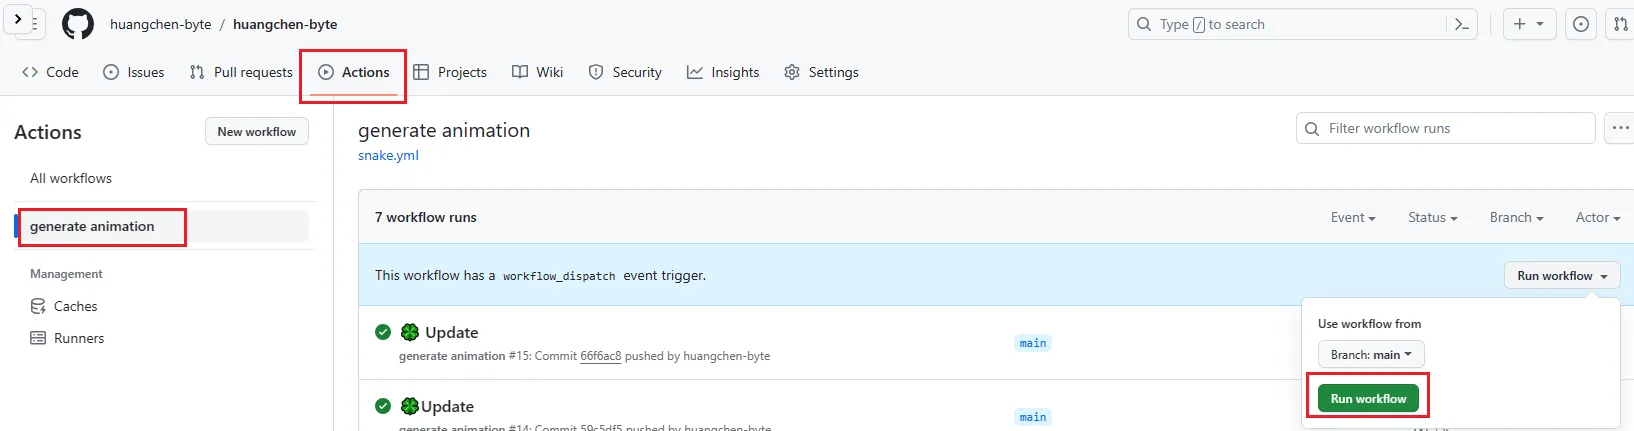 huangchen-byte / huangchen-byte
Type / to search
Code Issues Pull requests Actions Projects Wiki Security Insights Settings
Actions
New workflow
All workflows
generate animation
Management
Caches
Runners
generate animation
snake.yml
Filter workflow runs
7 workflow runs
Event Status Branch Actor
This workflow has a workflow_dispatch event trigger.
Run workflow
Use workflow from
Branch: main
Run workflow
Update
generate animation #15: Commit 66f6ac8 pushed by huangchen-byte
main
Update
generate animation #14: Commit 59c5df5 pushed by huangchen-byte
main